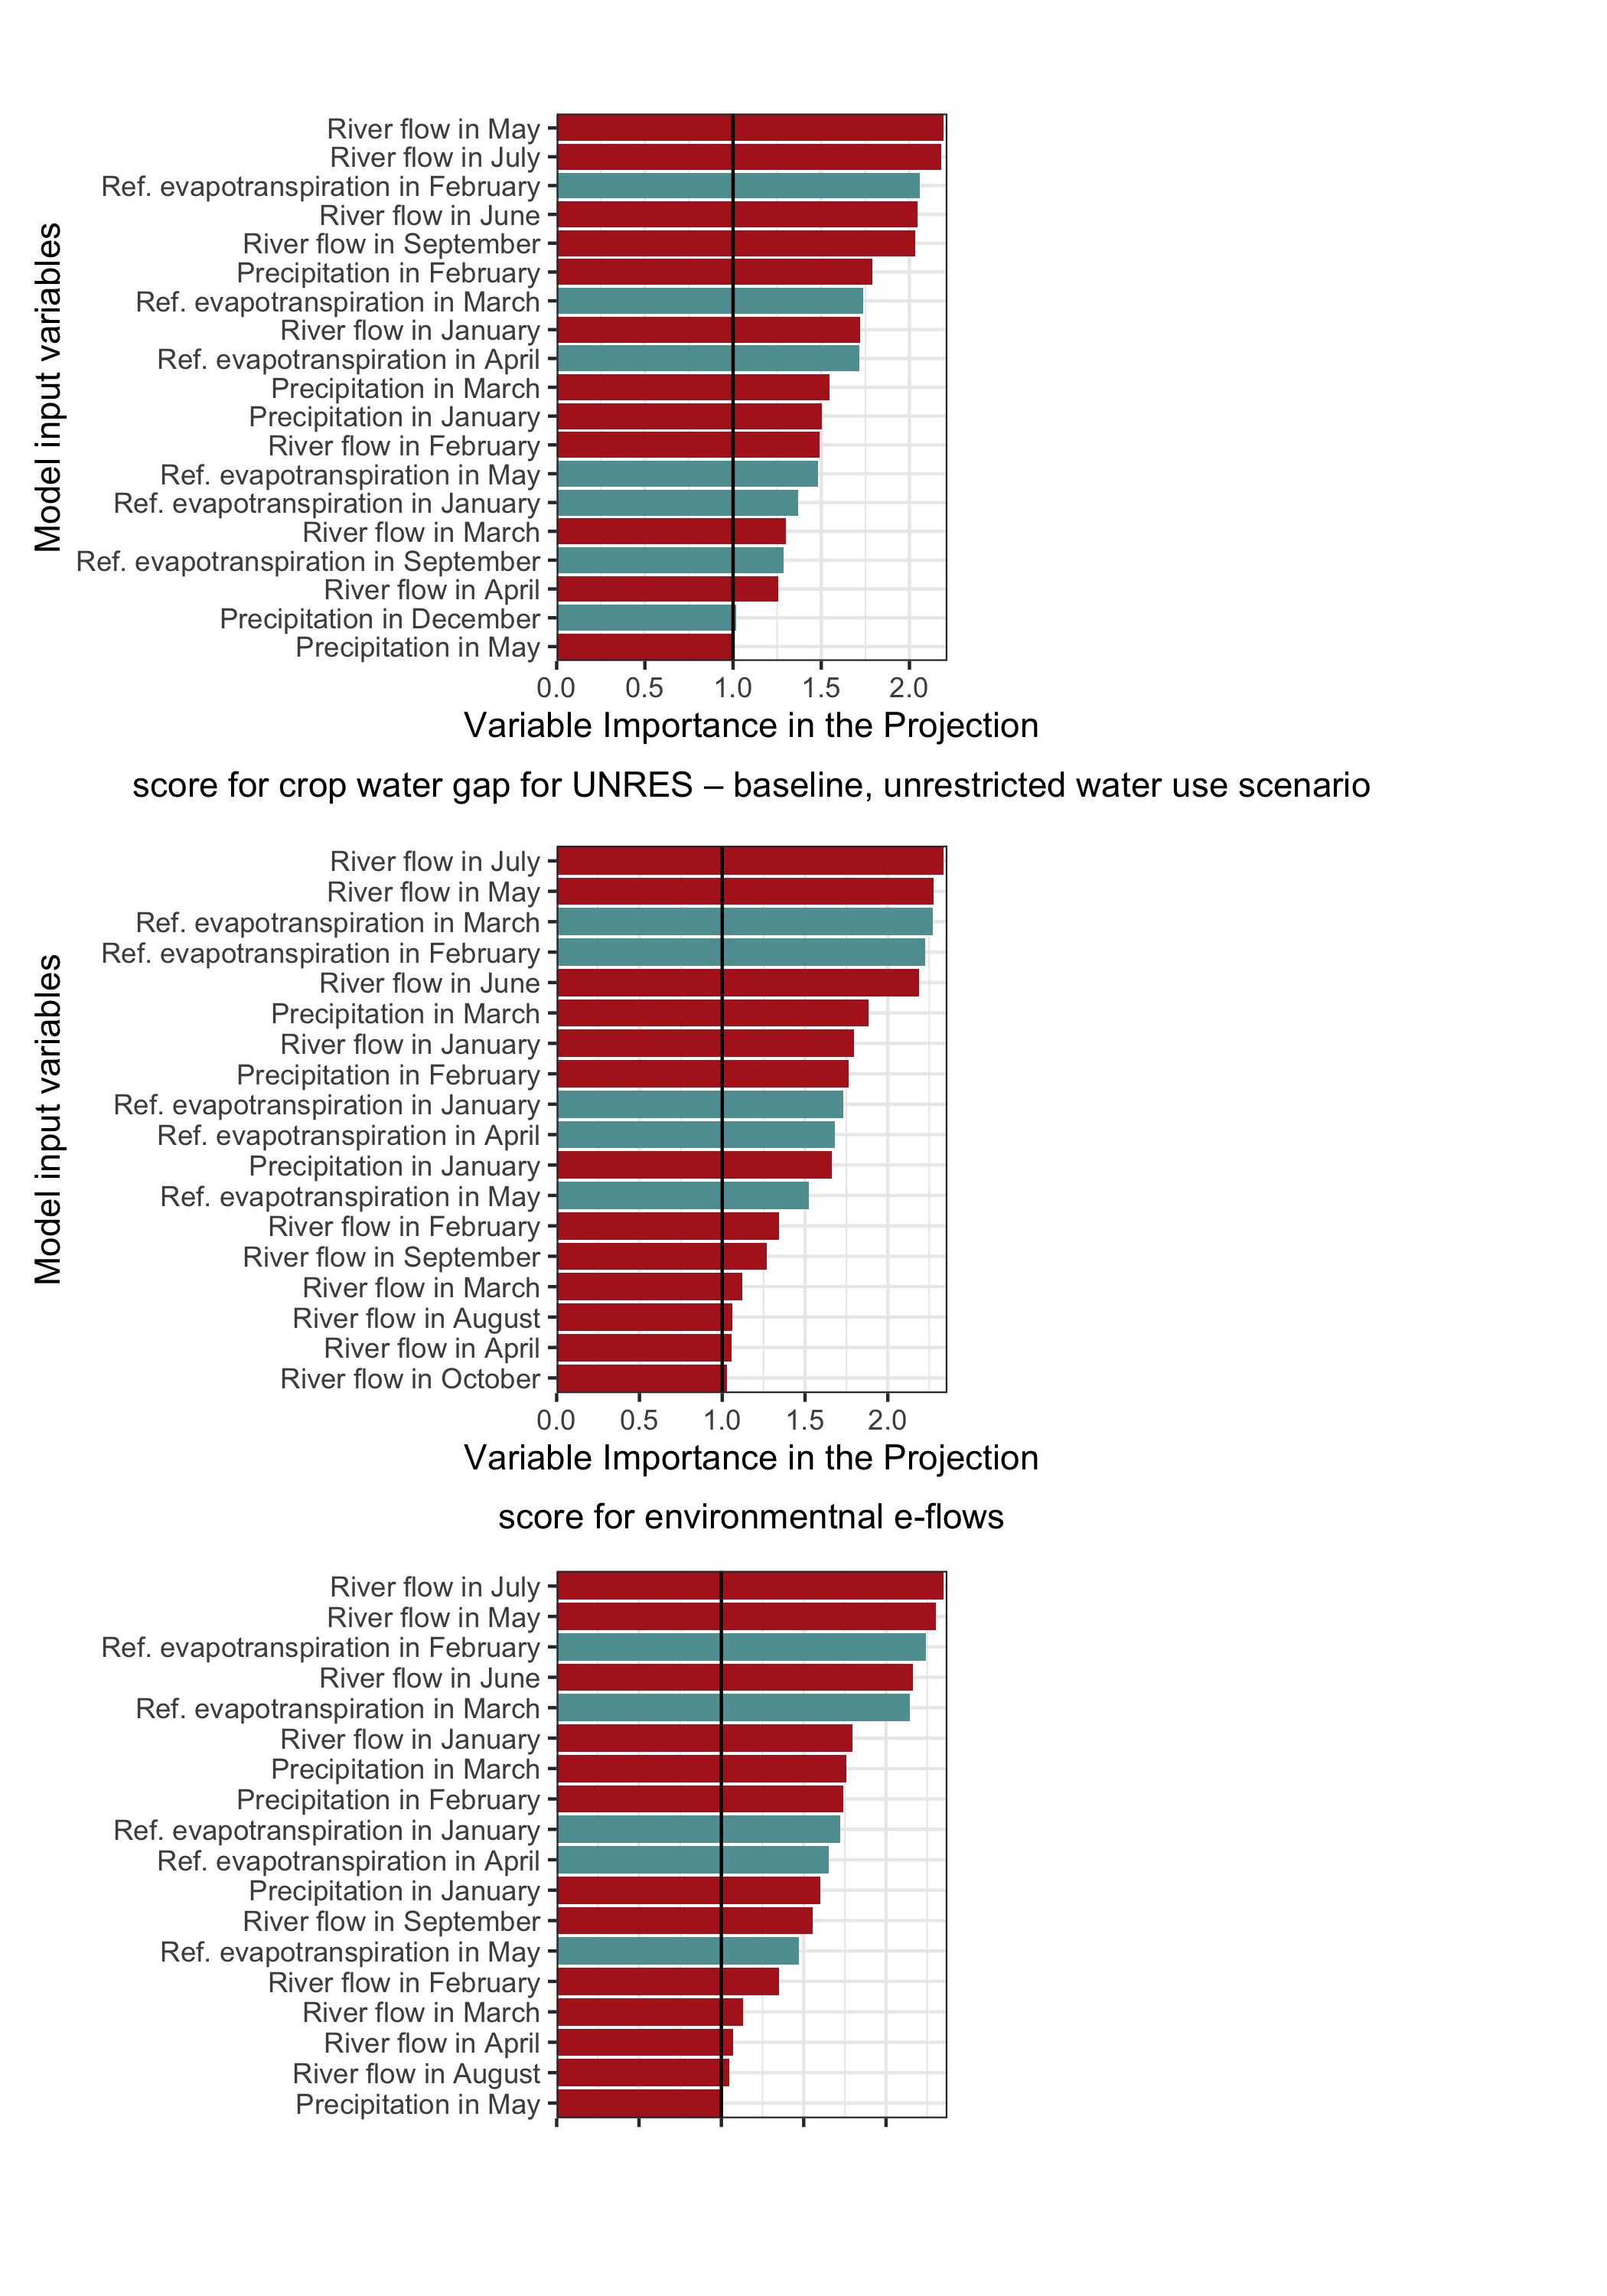 Model input variables
River flow in May
River flow in July
Ref. evapotranspiration in February
River flow in June
River flow in September
Precipitation in February
Ref. evapotranspiration in March
River flow in January
Ref. evapotranspiration in April
Precipitation in March
Precipitation in January
River flow in February
Ref. evapotranspiration in May
Ref. evapotranspiration in January
River flow in March
Ref. evapotranspiration in September
River flow in April
Precipitation in December
Precipitation in May
0.0 0.5 1.0 1.5 2.0
Variable Importance in the Projection
score for crop water gap for UNRES – baseline, unrestricted water use scenario
Model input variables
River flow in July
River flow in May
Ref. evapotranspiration in March
Ref. evapotranspiration in February
River flow in June
Precipitation in March
River flow in January
Precipitation in February
Ref. evapotranspiration in January
Ref. evapotranspiration in April
Precipitation in January
Ref. evapotranspiration in May
River flow in February
River flow in September
River flow in March
River flow in August
River flow in April
River flow in October
0.0 0.5 1.0 1.5 2.0
Variable Importance in the Projection
score for environmentnal e-flows
River flow in July
River flow in May
Ref. evapotranspiration in February
River flow in June
Ref. evapotranspiration in March
River flow in January
Precipitation in March
Precipitation in February
Ref. evapotranspiration in January
Ref. evapotranspiration in April
Precipitation in January
River flow in September
Ref. evapotranspiration in May
River flow in February
River flow in March
River flow in April
River flow in August
Precipitation in May